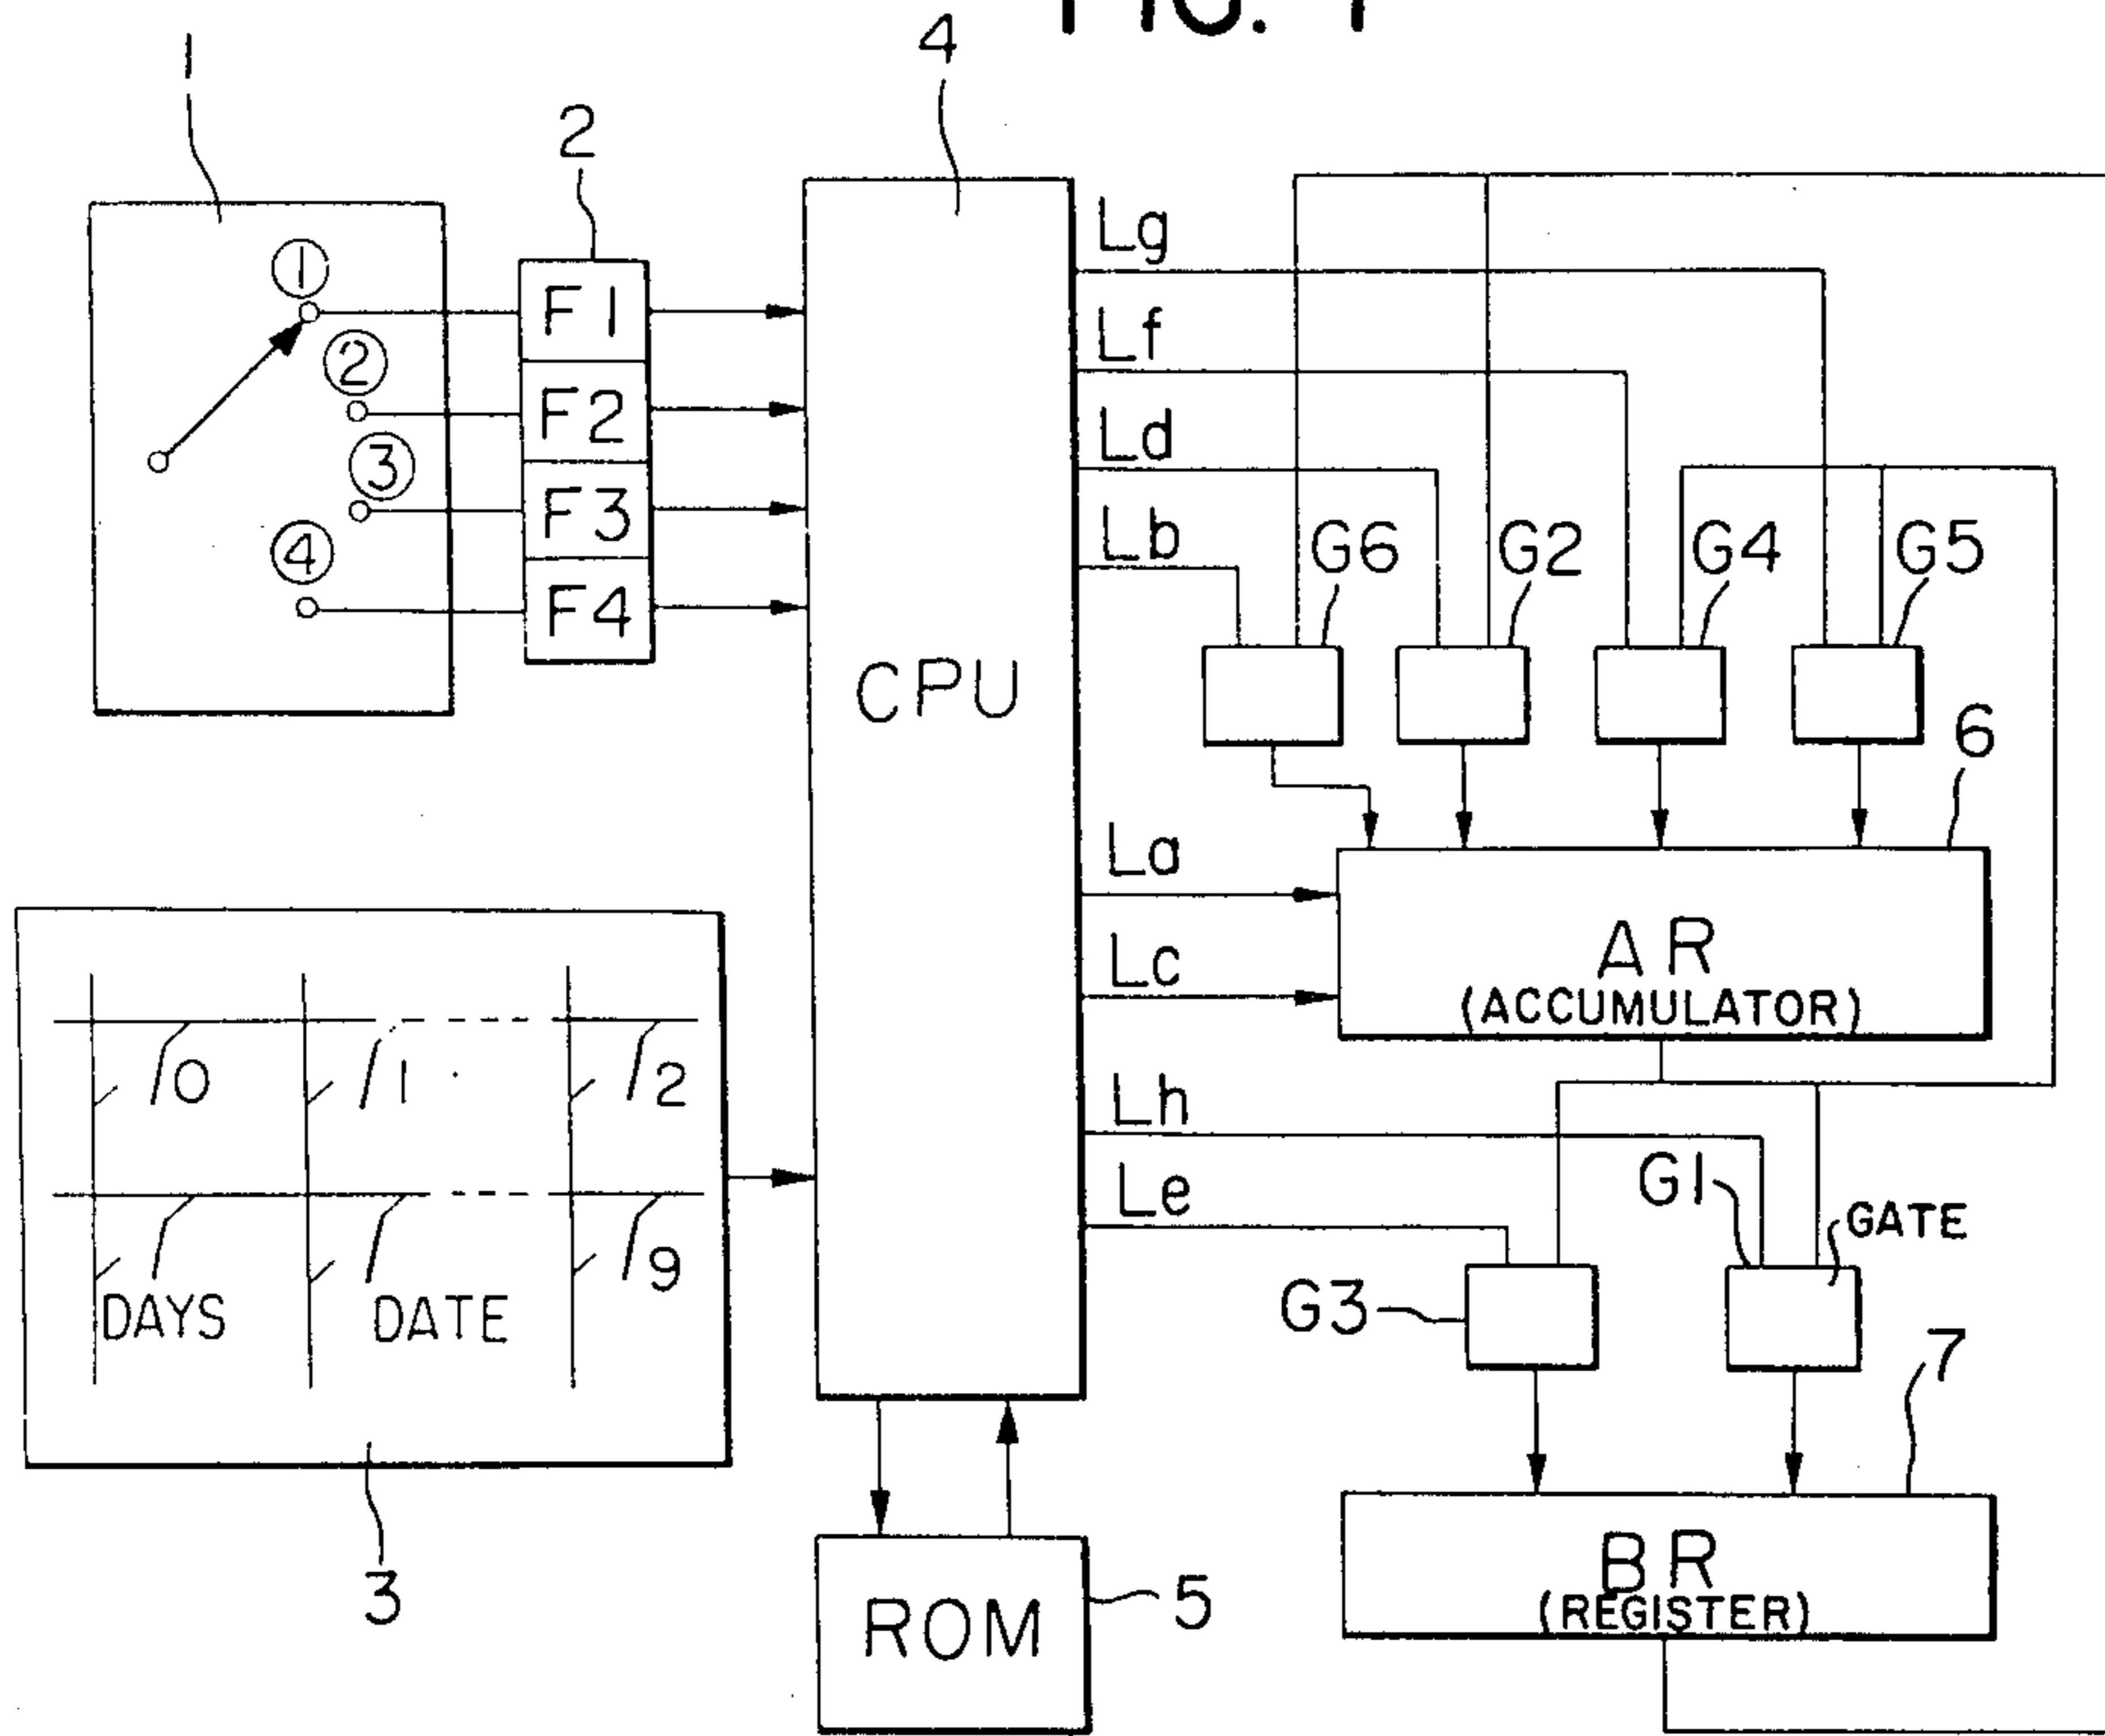 FIG. 1
1
4
2
①
②
③
④
F1
F2
F3
F4
CPU
Lg
Lf
Ld
Lb
G6
G2
G4
G5
6
La
Lc
AR
(ACCUMULATOR)
Lh
Le
G1
GATE
G3
7
BR
(REGISTER)
0
1
2
9
DAYS
DATE
3
ROM
5